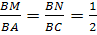 BM/BA = BN/BC = 1/2